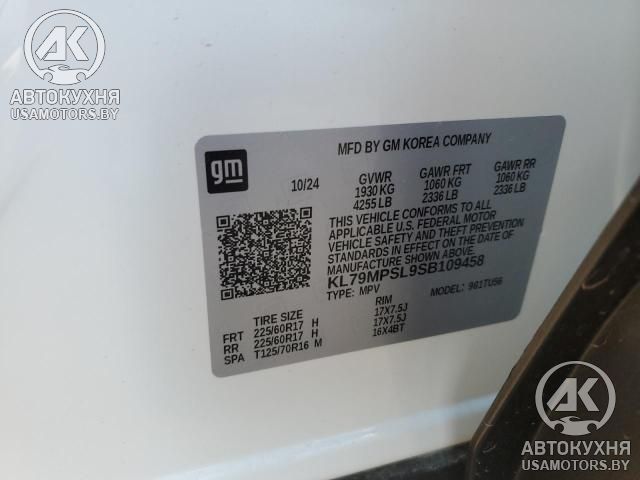 АК
АВТОКУХНЯ
USAMOTORS.BY
gm
MFD BY GM KOREA COMPANY
10/24
GVWR GAWR FRT GAWR RR
1930 KG 1060 KG 1060 KG
4255 LB 2336 LB 2336 LB
THIS VEHICLE CONFORMS TO ALL
APPLICABLE U.S. FEDERAL MOTOR
VEHICLE SAFETY AND THEFT PREVENTION
STANDARDS IN EFFECT ON THE DATE OF
MANUFACTURE SHOWN ABOVE.
KL79MPSL9SB109458
TYPE: MPV MODEL: 9B1TU56
TIRE SIZE RIM
FRT 225/60R17 H 17X7.5J
RR 225/60R17 H 17X7.5J
SPA T125/70R16 M 16X4BT
АК
АВТОКУХНЯ
USAMOTORS.BY